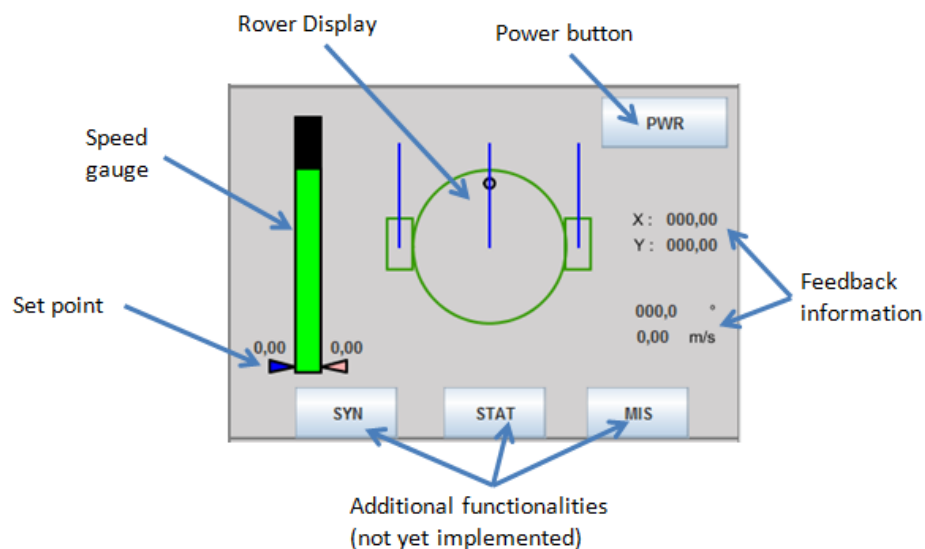 Rover Display
Power button
PWR
Speed
gauge
X : 000,00
Y : 000,00
Feedback
information
Set point
000,0 °
0,00 m/s
0,00 0,00
SYN STAT MIS
Additional functionalities
(not yet implemented)